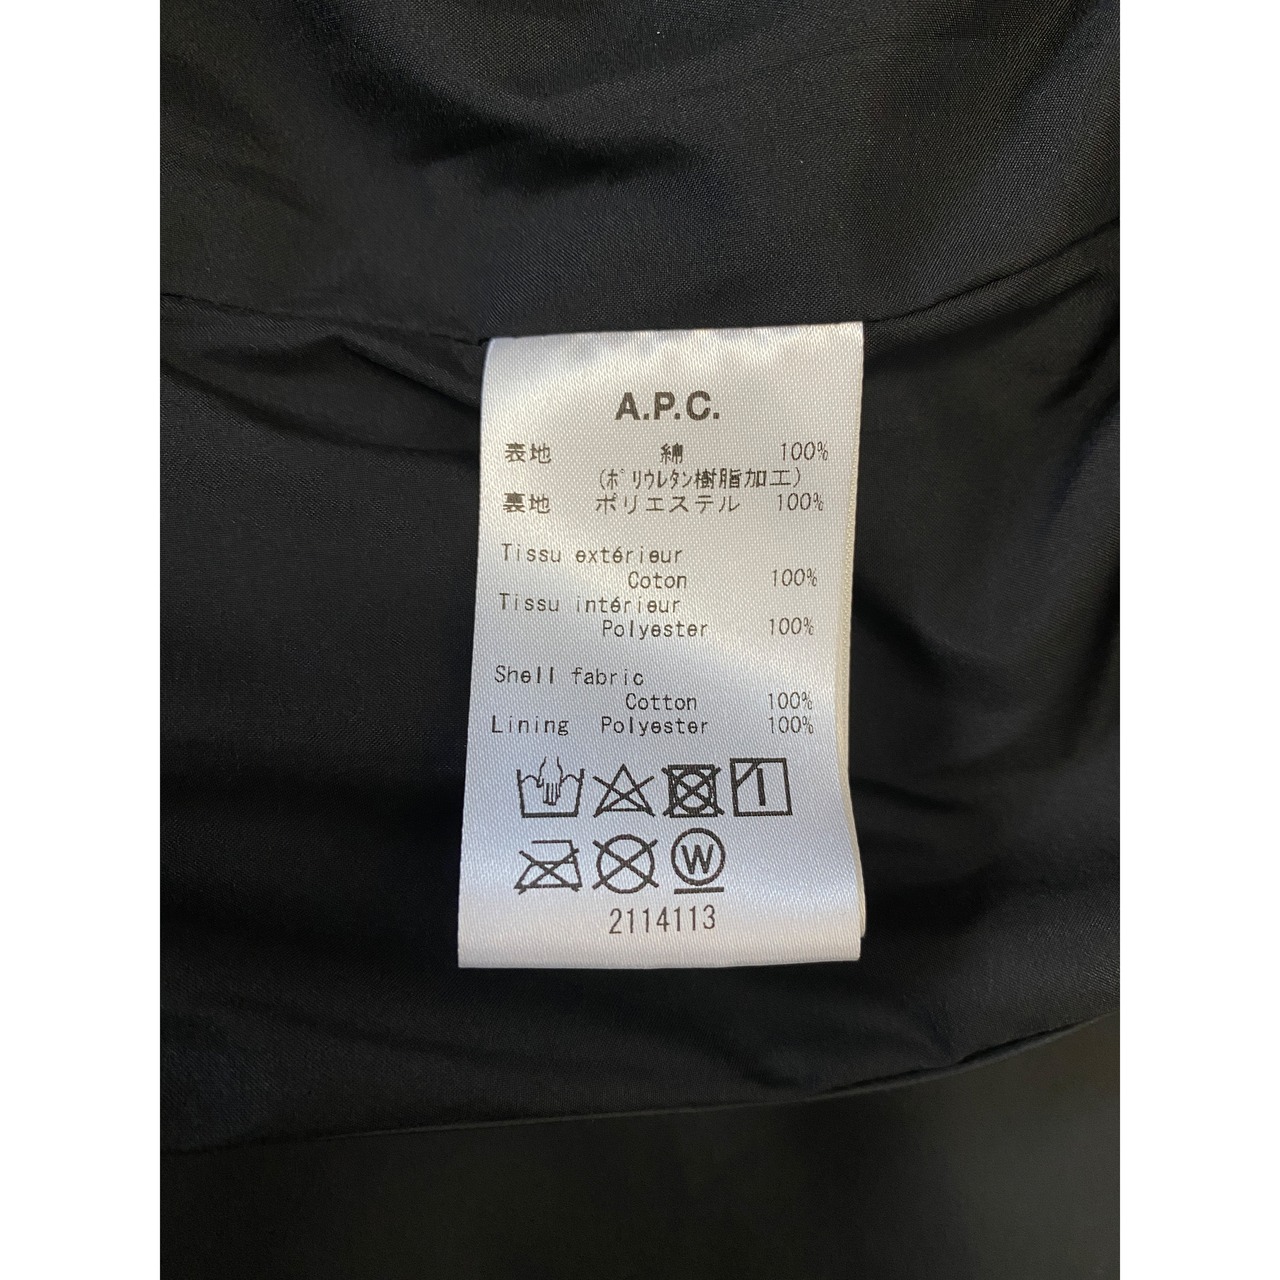 A.P.C.
表地 綿 100%
(ポリウレタン樹脂加工)
裏地 ポリエステル 100%
Tissu extérieur
Coton 100%
Tissu intérieur
Polyester 100%
Shell fabric
Cotton 100%
Lining Polyester 100%
W
2114113